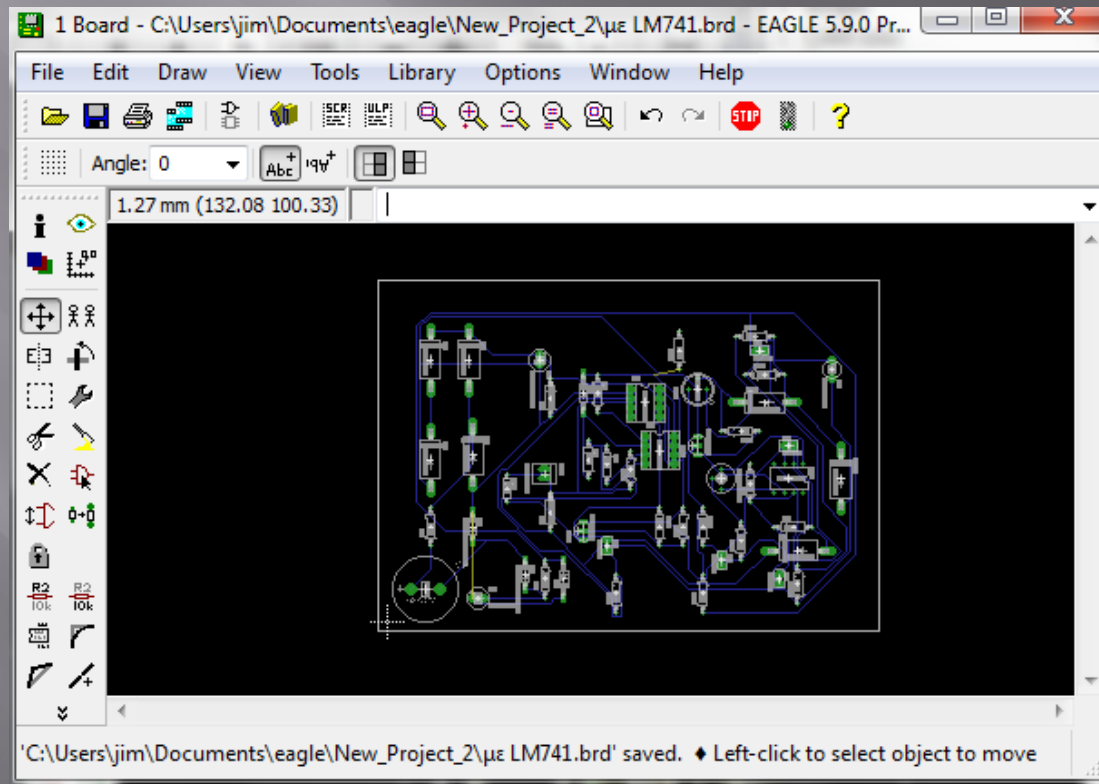 1 Board - C:\Users\jim\Documents\eagle\New_Project_2\με LM741.brd - EAGLE 5.9.0 Pr...
File Edit Draw View Tools Library Options Window Help
SCR ULP STOP ?
Angle: 0 Abc
1.27 mm (132.08 100.33)
R2 R2
10k 10k
'C:\Users\jim\Documents\eagle\New_Project_2\με LM741.brd' saved. ♦ Left-click to select object to move